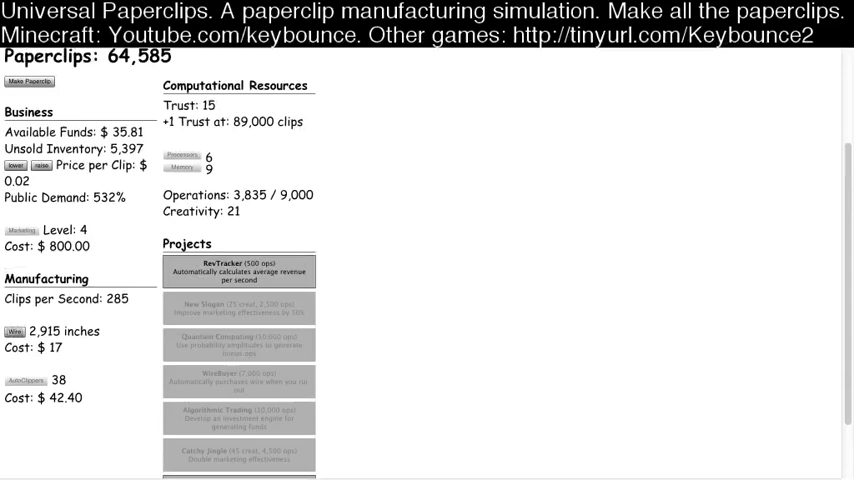 Universal Paperclips. A paperclip manufacturing simulation. Make all the paperclips.
Minecraft: Youtube.com/keybounce. Other games: http://tinyurl.com/Keybounce2
Paperclips: 64,585
Make Paperclip
Business
Available Funds: $ 35.81
Unsold Inventory: 5,397
lower raise Price per Clip: $
0.02
Public Demand: 532%
Marketing Level: 4
Cost: $ 800.00
Manufacturing
Clips per Second: 285
Wire 2,915 inches
Cost: $ 17
AutoClippers 38
Cost: $ 42.40
Computational Resources
Trust: 15
+1 Trust at: 89,000 clips
Processors 6
Memory 9
Operations: 3,835 / 9,000
Creativity: 21
Projects
RevTracker (500 ops)
Automatically calculates average revenue
per second
New Slogan (25 creat, 2,500 ops)
Improve marketing effectiveness by 50%
Quantum Computing (10,000 ops)
Use probability amplitudes to generate
bonus ops
WireBuyer (7,000 ops)
Automatically purchases wire when you run
out
Algorithmic Trading (10,000 ops)
Develop an investment engine for
generating funds
Catchy Jingle (45 creat, 4,500 ops)
Double marketing effectiveness